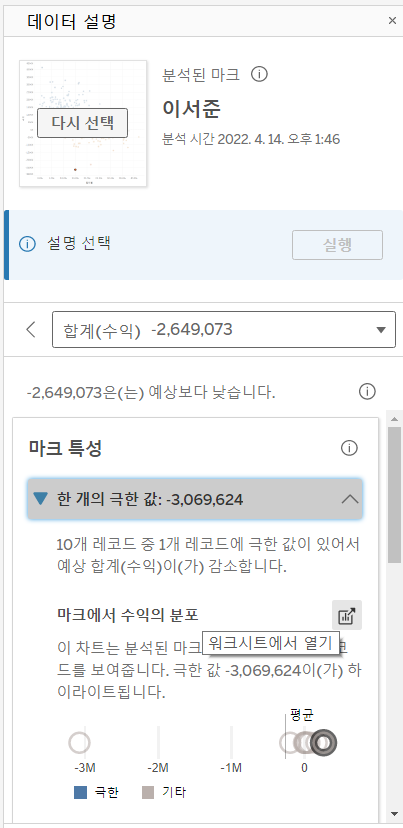 데이터 설명
다시 선택
분석된 마크
이서준
분석 시간 2022. 4. 14. 오후 1:46
설명 선택
실행
합계(수익) -2,649,073
-2,649,073은(는) 예상보다 낮습니다.
마크 특성
한 개의 극한 값: -3,069,624
10개 레코드 중 1개 레코드에 극한 값이 있어서
예상 합계(수익)이(가) 감소합니다.
마크에서 수익의 분포
워크시트에서 열기
이 차트는 분석된 마크
드를 보여줍니다. 극한 값 -3,069,624이(가) 하
이라이트됩니다.
평균
-3M -2M -1M 0
극한 기타